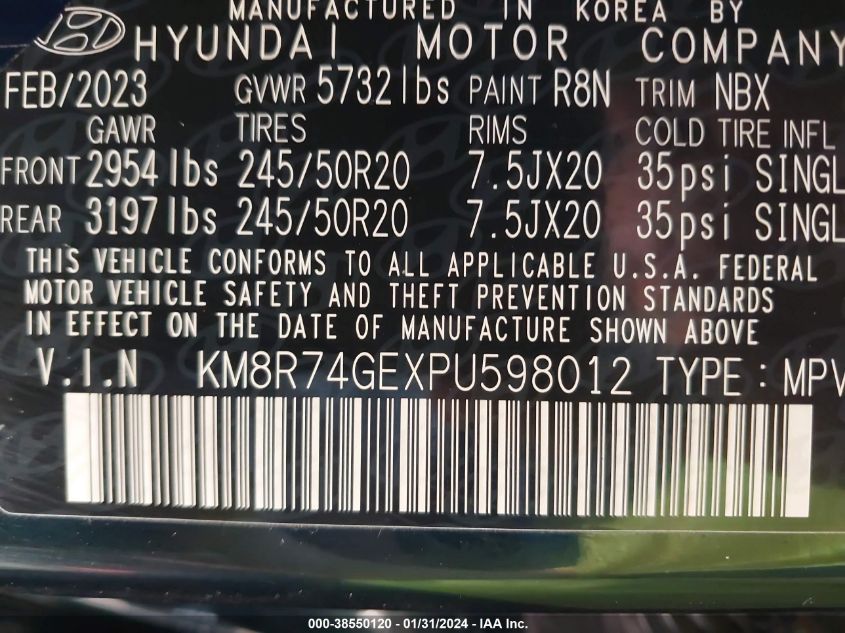 MANUFACTURED IN KOREA BY
HYUNDAI MOTOR COMPANY
FEB/2023 GVWR 5732lbs PAINT R8N TRIM NBX
GAWR TIRES RIMS COLD TIRE INFL
FRONT 2954lbs 245/50R20 7.5JX20 35psi SINGL
REAR 3197lbs 245/50R20 7.5JX20 35psi SINGL
THIS VEHICLE CONFORMS TO ALL APPLICABLE U.S.A. FEDERAL
MOTOR VEHICLE SAFETY AND THEFT PREVENTION STANDARDS
IN EFFECT ON THE DATE OF MANUFACTURE SHOWN ABOVE
V.I.N KM8R74GEXPU598012 TYPE : MPV
000-38550120 - 01/31/2024 - IAA Inc.